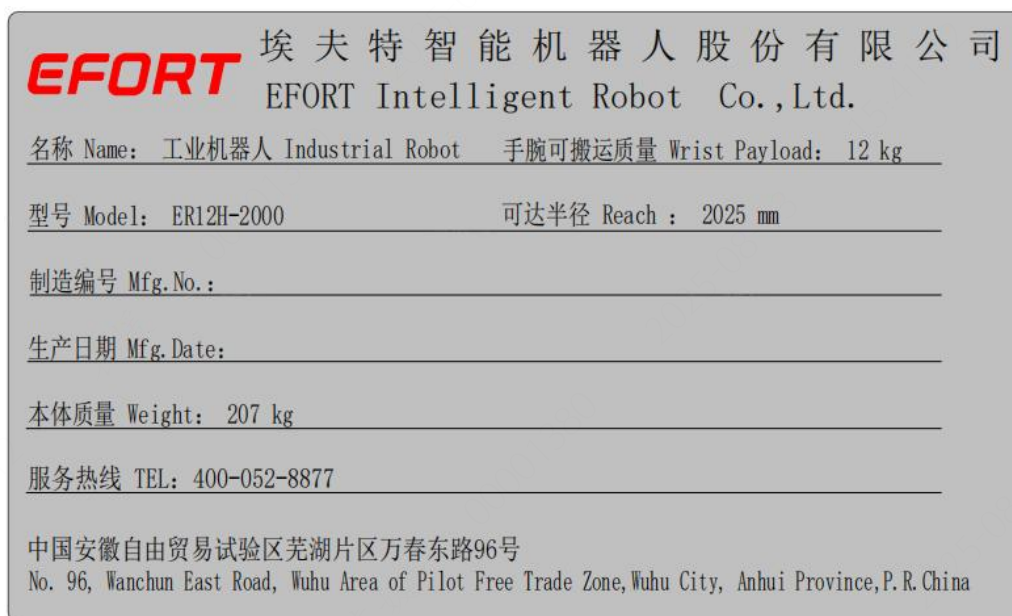 EFORT 埃夫特智能机器人股份有限公司
EFORT Intelligent Robot Co.,Ltd.
名称 Name： 工业机器人 Industrial Robot 手腕可搬运质量 Wrist Payload： 12 kg
型号 Model： ER12H-2000 可达半径 Reach ： 2025 mm
制造编号 Mfg.No.：
生产日期 Mfg.Date：
本体质量 Weight： 207 kg
服务热线 TEL：400-052-8877
中国安徽自由贸易试验区芜湖片区万春东路96号
No. 96, Wanchun East Road, Wuhu Area of Pilot Free Trade Zone,Wuhu City, Anhui Province,P.R.China